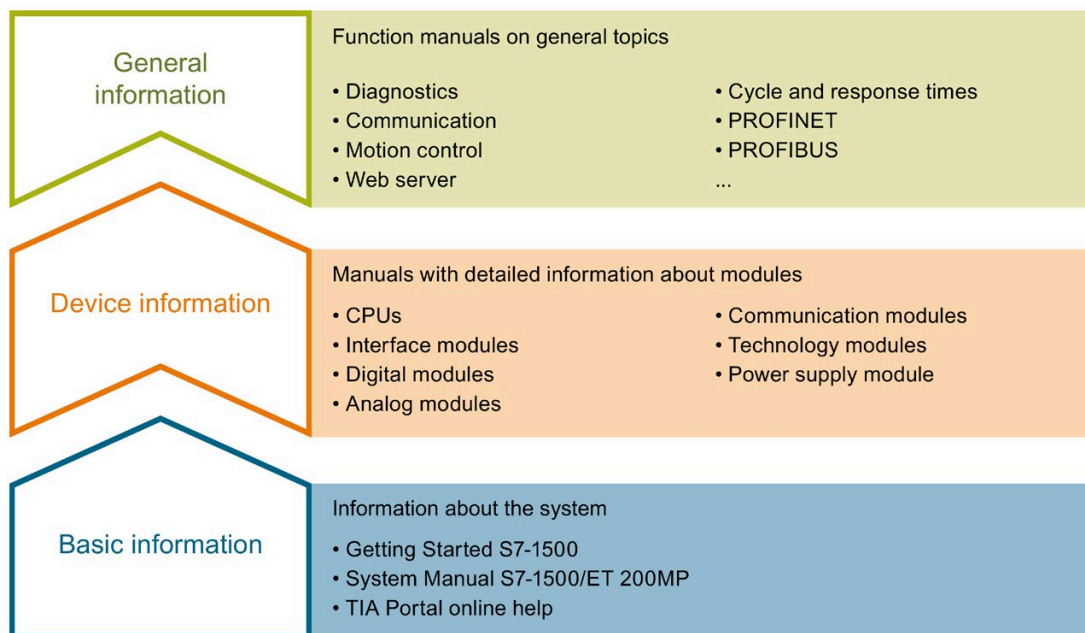 General
information
Function manuals on general topics
• Diagnostics
• Communication
• Motion control
• Web server
• Cycle and response times
• PROFINET
• PROFIBUS
...
Device information
Manuals with detailed information about modules
• CPUs
• Interface modules
• Digital modules
• Analog modules
• Communication modules
• Technology modules
• Power supply module
Basic information
Information about the system
• Getting Started S7-1500
• System Manual S7-1500/ET 200MP
• TIA Portal online help